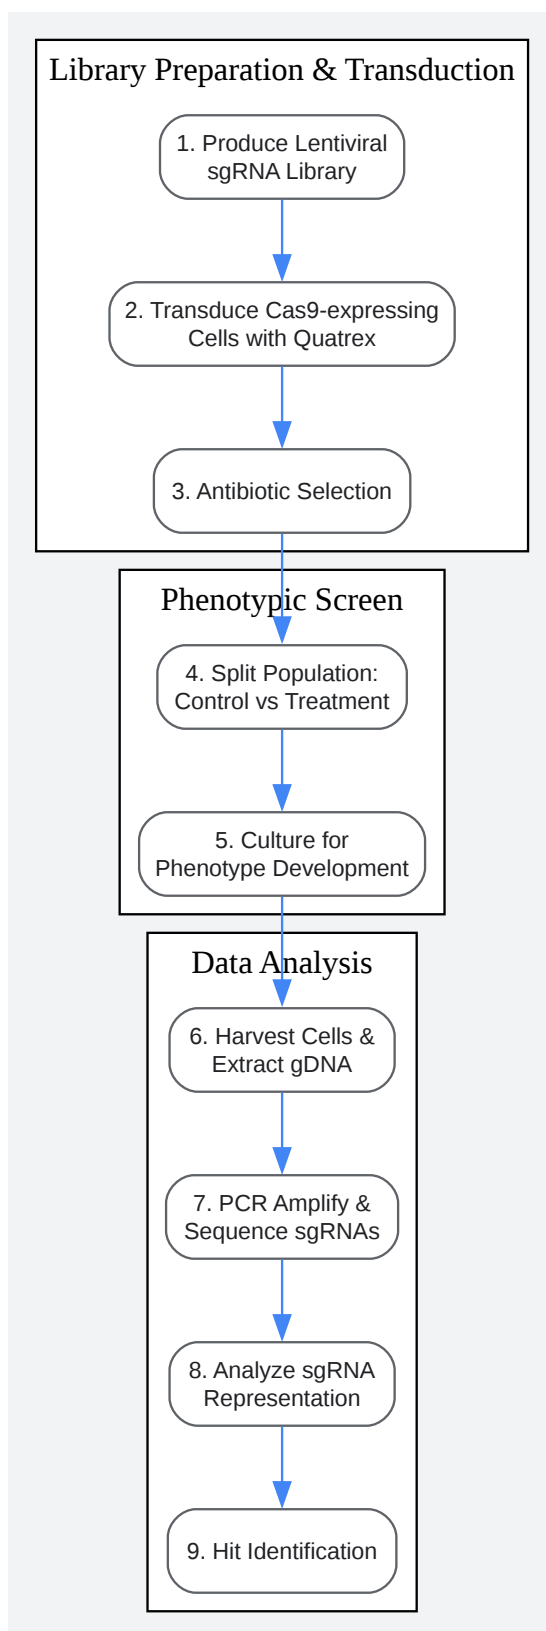 Library Preparation & Transduction
1. Produce Lentiviral
sgRNA Library
2. Transduce Cas9-expressing
Cells with Quatrex
3. Antibiotic Selection
Phenotypic Screen
4. Split Population:
Control vs Treatment
5. Culture for
Phenotype Development
Data Analysis
6. Harvest Cells &
Extract gDNA
7. PCR Amplify &
Sequence sgRNAs
8. Analyze sgRNA
Representation
9. Hit Identification